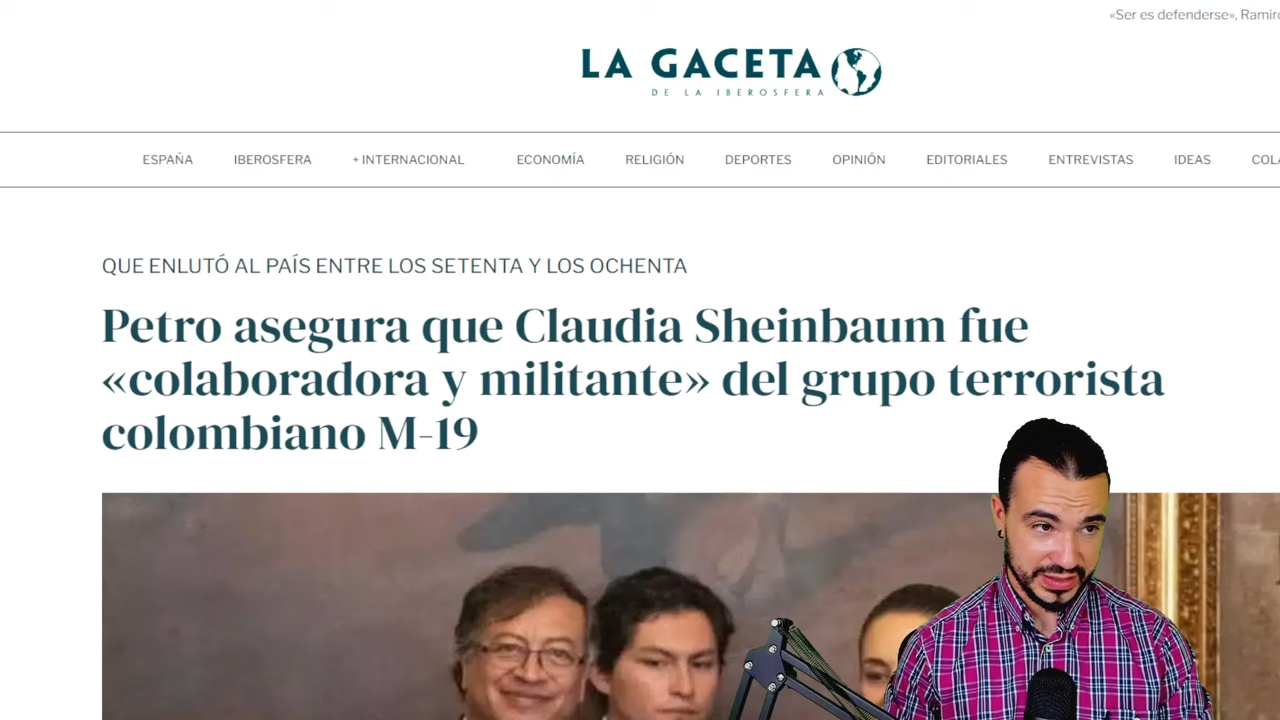 «Ser es defenderse», Ramiro
LA GACETA
DE LA IBEROSFERA
ESPAÑA IBEROSFERA + INTERNACIONAL ECONOMÍA RELIGIÓN DEPORTES OPINIÓN EDITORIALES ENTREVISTAS IDEAS COLA
QUE ENLUTÓ AL PAÍS ENTRE LOS SETENTA Y LOS OCHENTA
Petro asegura que Claudia Sheinbaum fue
«colaboradora y militante» del grupo terrorista
colombiano M-19